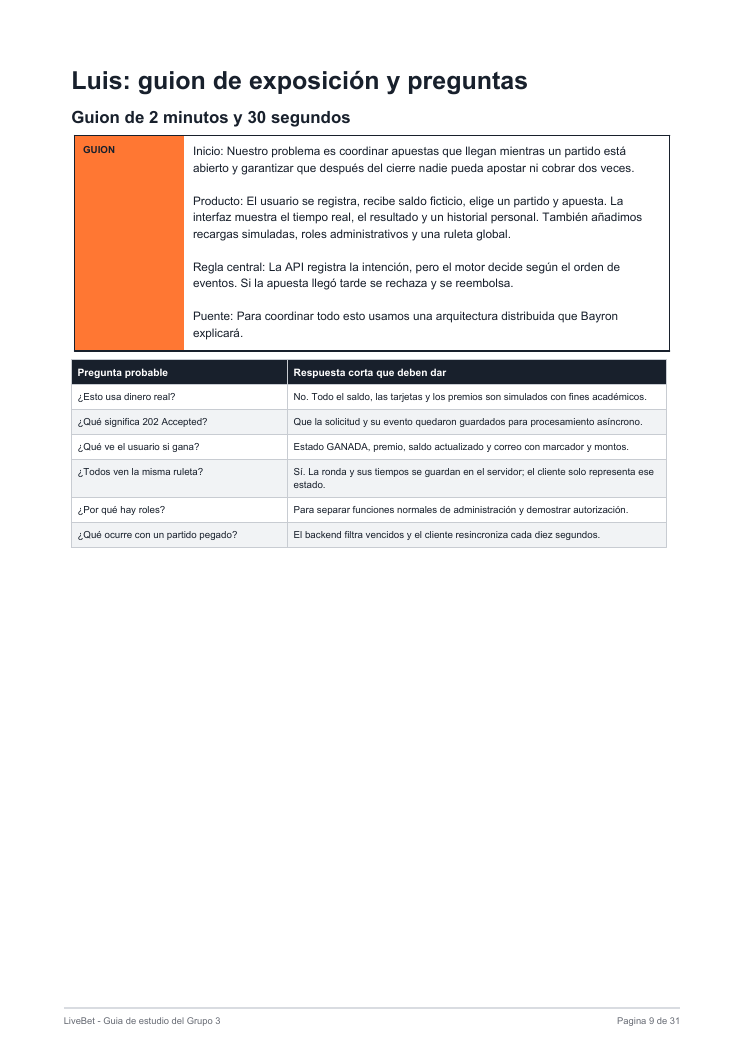 Luis: guion de exposición y preguntas
Guion de 2 minutos y 30 segundos
GUION
Inicio: Nuestro problema es coordinar apuestas que llegan mientras un partido está
abierto y garantizar que después del cierre nadie pueda apostar ni cobrar dos veces.
Producto: El usuario se registra, recibe saldo ficticio, elige un partido y apuesta. La
interfaz muestra el tiempo real, el resultado y un historial personal. También añadimos
recargas simuladas, roles administrativos y una ruleta global.
Regla central: La API registra la intención, pero el motor decide según el orden de
eventos. Si la apuesta llegó tarde se rechaza y se reembolsa.
Puente: Para coordinar todo esto usamos una arquitectura distribuida que Bayron
explicará.
Pregunta probable Respuesta corta que deben dar
¿Esto usa dinero real? No. Todo el saldo, las tarjetas y los premios son simulados con fines académicos.
¿Qué significa 202 Accepted? Que la solicitud y su evento quedaron guardados para procesamiento asíncrono.
¿Qué ve el usuario si gana? Estado GANADA, premio, saldo actualizado y correo con marcador y montos.
¿Todos ven la misma ruleta? Sí. La ronda y sus tiempos se guardan en el servidor; el cliente solo representa ese
estado.
¿Por qué hay roles? Para separar funciones normales de administración y demostrar autorización.
¿Qué ocurre con un partido pegado? El backend filtra vencidos y el cliente resincroniza cada diez segundos.
LiveBet - Guia de estudio del Grupo 3 Pagina 9 de 31